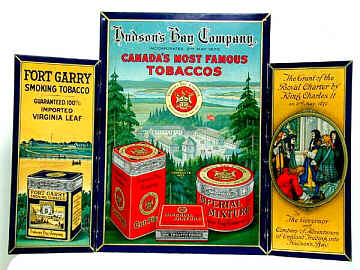 FORT GARRY
SMOKING TOBACCO
GUARANTEED 100%
IMPORTED
VIRGINIA LEAF
FORT GARRY
Hudson's Bay Company.
INCORPORATED 2ND MAY 1670.
CANADA'S MOST FAMOUS
TOBACCOS
IMPERIAL
MIXTURE
The Grant of the
Royal Charter by
King Charles II
on 2nd May, 1670
The Governor
and
Company of Adventurers
of England Trading into
Hudson's Bay